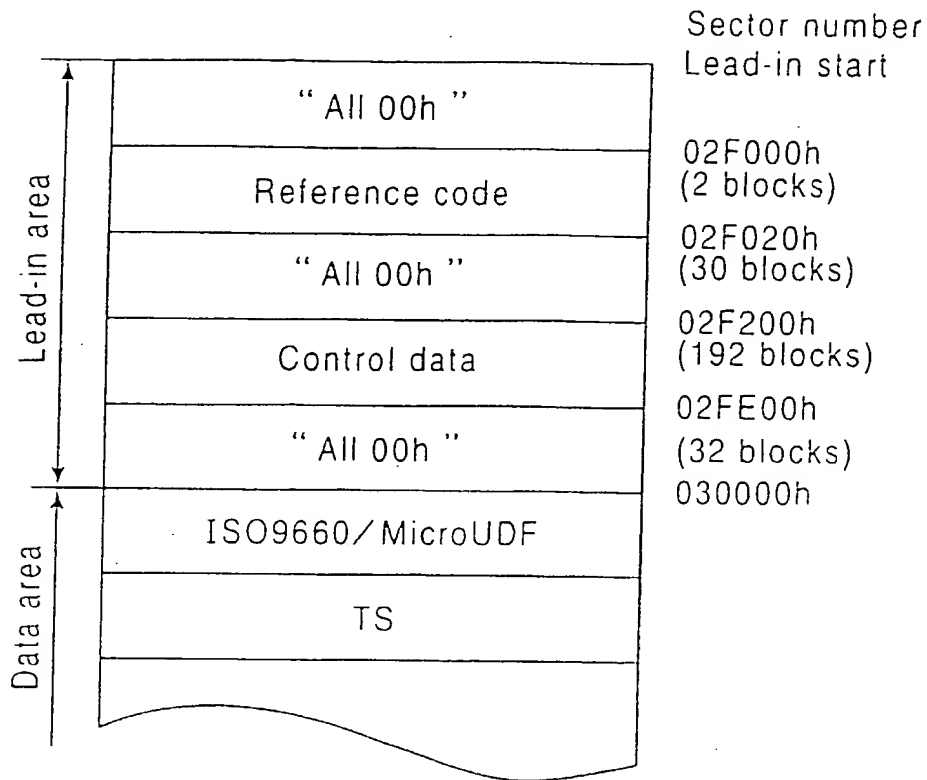 Sector number
Lead-in start
“ All 00h ”
02F000h
(2 blocks)
Reference code
02F020h
(30 blocks)
“ All 00h ”
02F200h
(192 blocks)
Control data
02FE00h
(32 blocks)
“ All 00h ”
030000h
ISO9660/MicroUDF
TS
Lead-in area
Data area